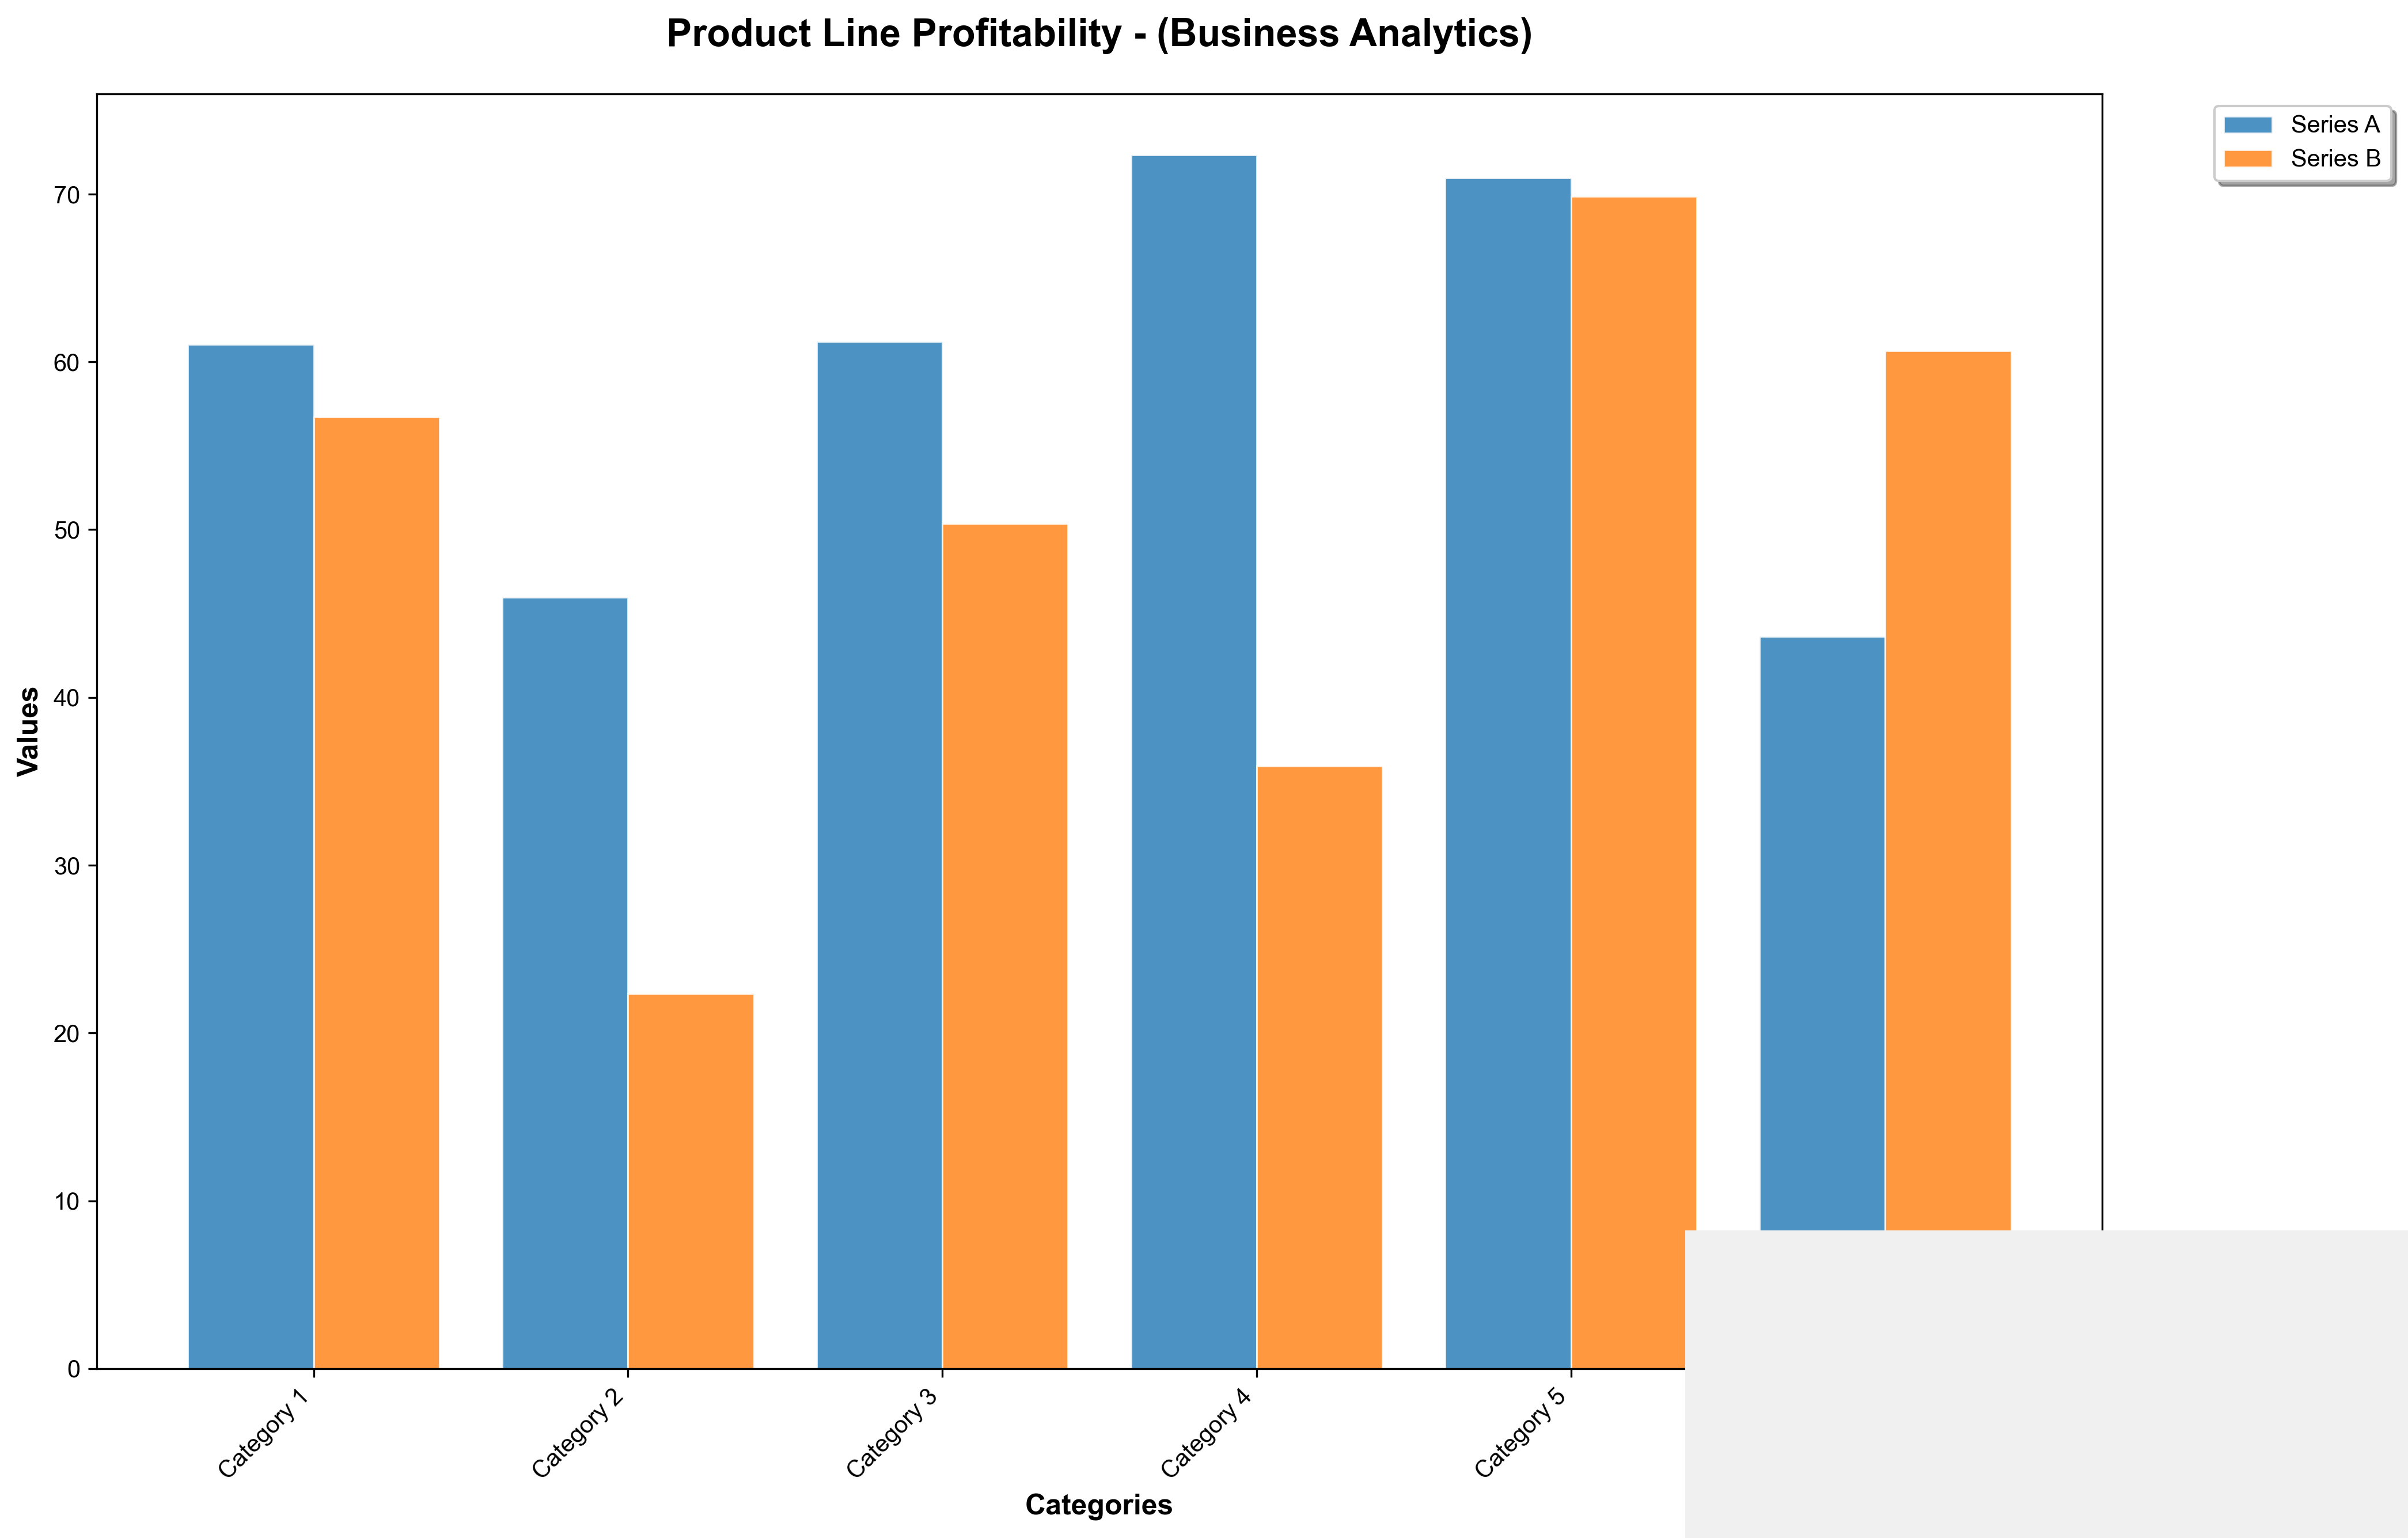 Product Line Profitability - (Business Analytics)
Series A
Series B
Values
70
60
50
40
30
20
10
0
Category 1
Category 2
Category 3
Category 4
Category 5
Categories